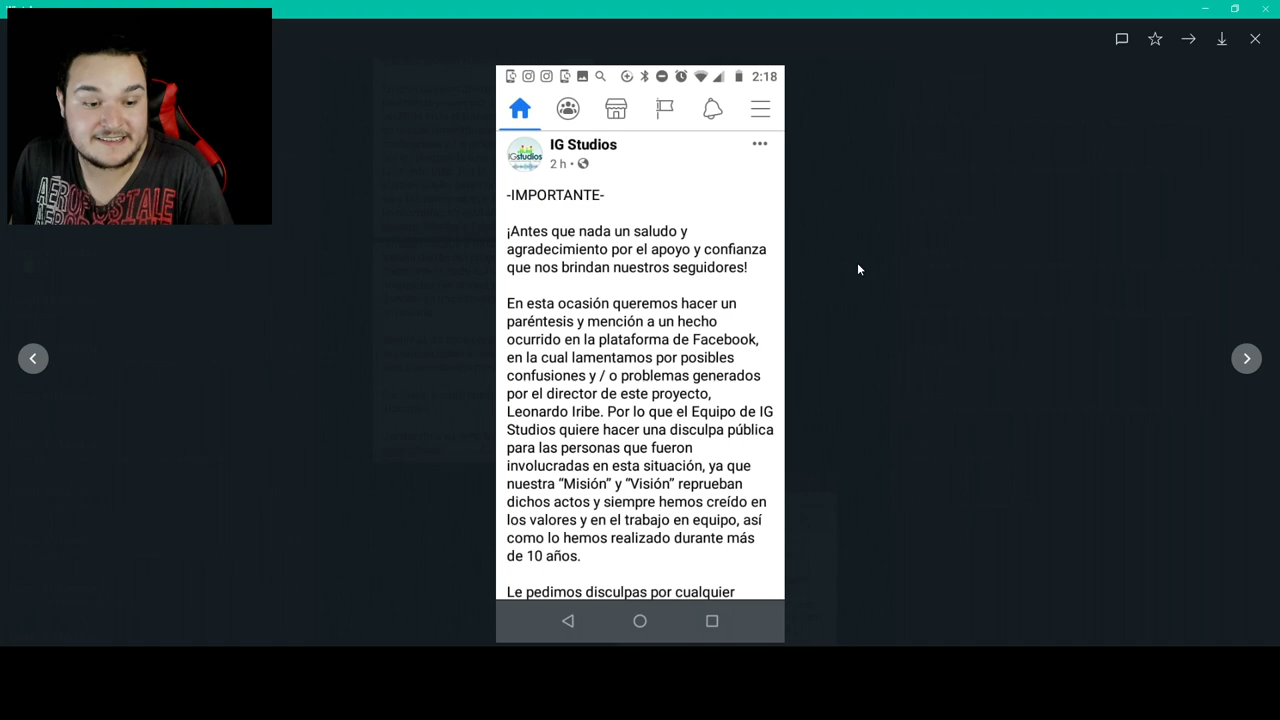 AÉROPOSTALE
AÉROPOSTALE
2:18
IGstudios
IG Studios
2 h
-IMPORTANTE-
¡Antes que nada un saludo y
agradecimiento por el apoyo y confianza
que nos brindan nuestros seguidores!
En esta ocasión queremos hacer un
paréntesis y mención a un hecho
ocurrido en la plataforma de Facebook,
en la cual lamentamos por posibles
confusiones y / o problemas generados
por el director de este proyecto,
Leonardo Iribe. Por lo que el Equipo de IG
Studios quiere hacer una disculpa pública
para las personas que fueron
involucradas en esta situación, ya que
nuestra “Misión” y “Visión” reprueban
dichos actos y siempre hemos creído en
los valores y en el trabajo en equipo, así
como lo hemos realizado durante más
de 10 años.
Le pedimos disculpas por cualquier